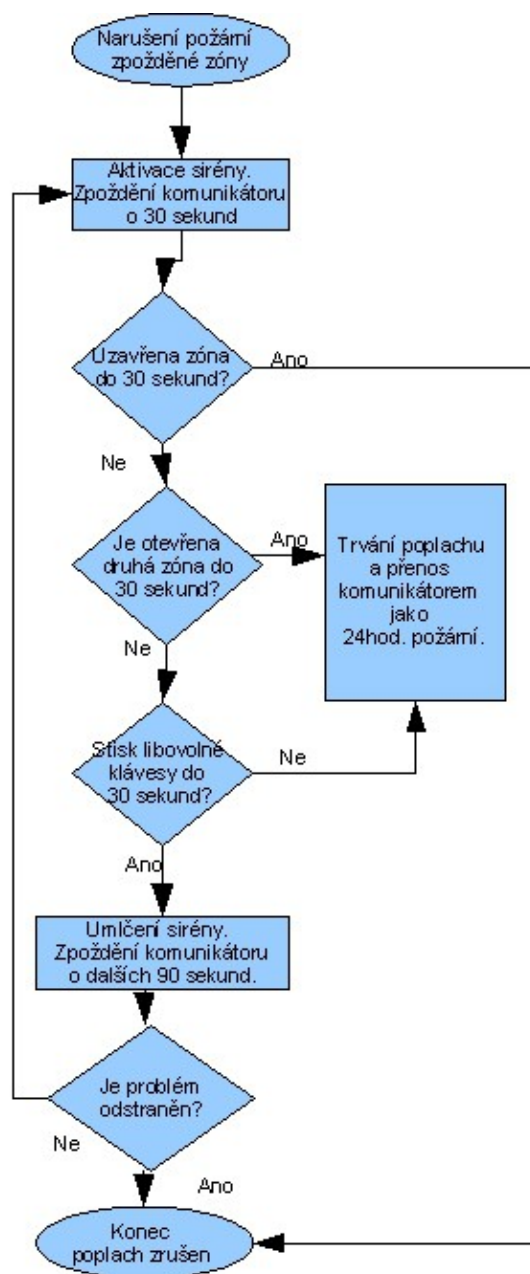 Narušení požární
zpožděné zóny
Aktivace sirény.
Zpoždění komunikátoru
o 30 sekund
Uzavřena zóna
do 30 sekund?
Ano
Ne
Je otevřena
druhá zóna do
30 sekund?
Ano
Trvání poplachu
a přenos
komunikátorem
jako
24hod. požární.
Ne
Stisk libovolné
klávesy do
30 sekund?
Ne
Ano
Umlčení sirény.
Zpoždění komunikátoru
o dalších 90 sekund.
Je problém
odstraněn?
Ne
Ano
Konec
poplach zrušen